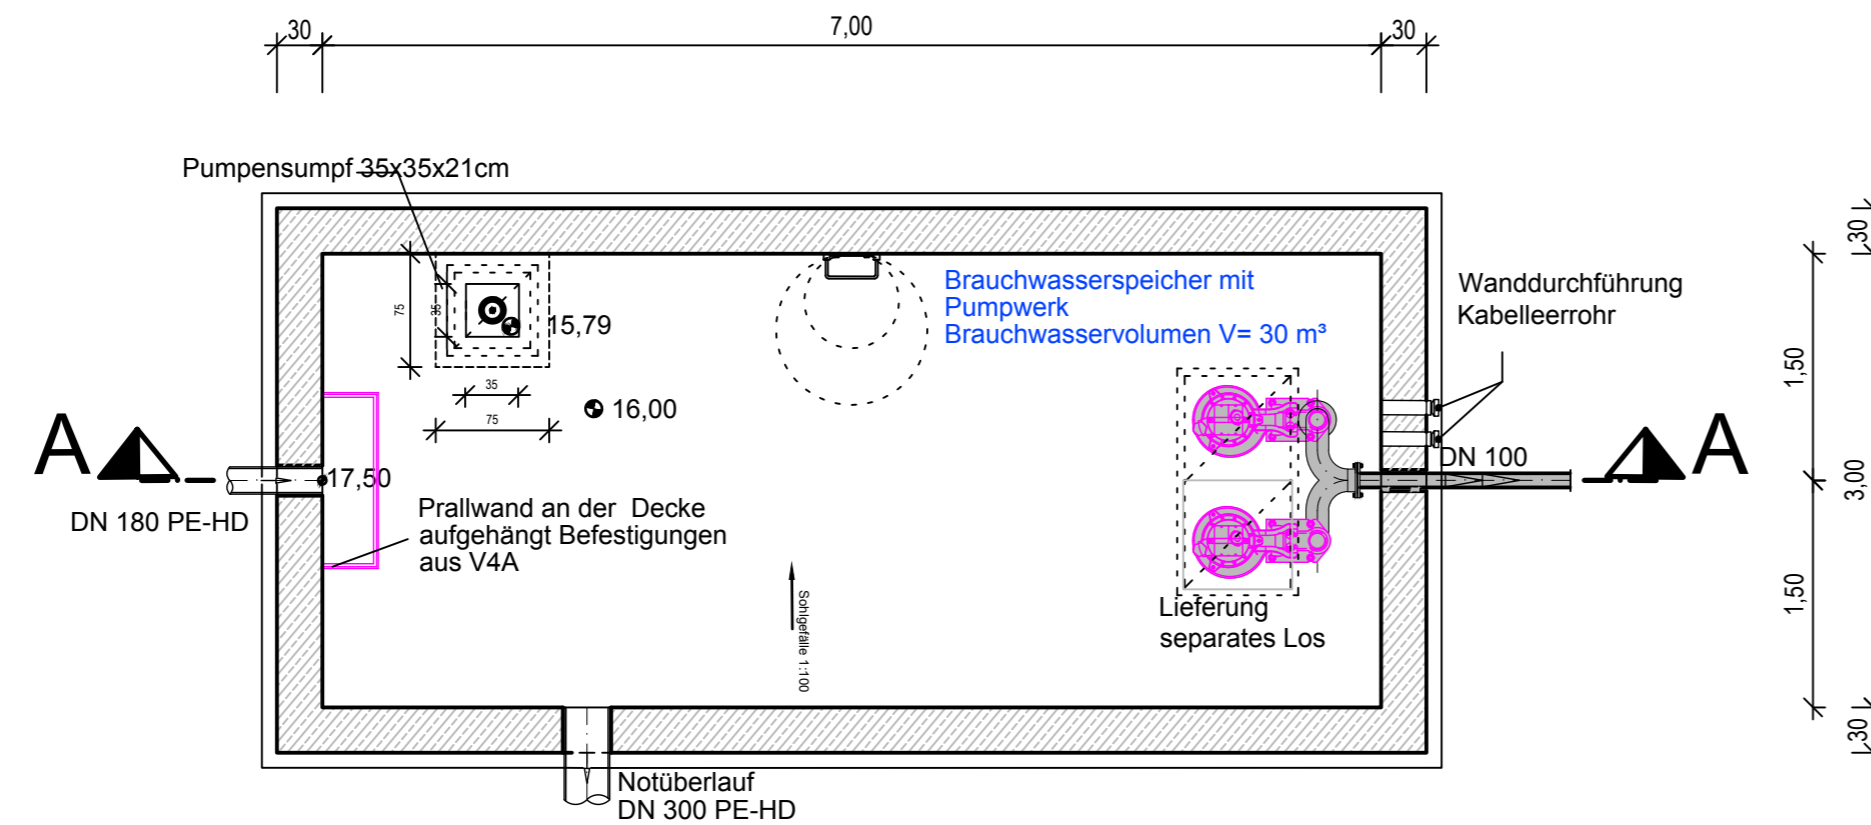 30
7,00
30
Pumpensumpf 35x35x21cm
30
75
35
15,79
Brauchwasserspeicher mit
Pumpwerk
Brauchwasservolumen V= 30 m³
Wanddurchführung
Kabelleerrohr
1,50
35
75
16,00
A
17,50
DN 180 PE-HD
DN 100
A
3,00
Prallwand an der Decke
aufgehängt Befestigungen
aus V4A
Sohlgefälle 1:100
Lieferung
separates Los
1,50
30
Notüberlauf
DN 300 PE-HD